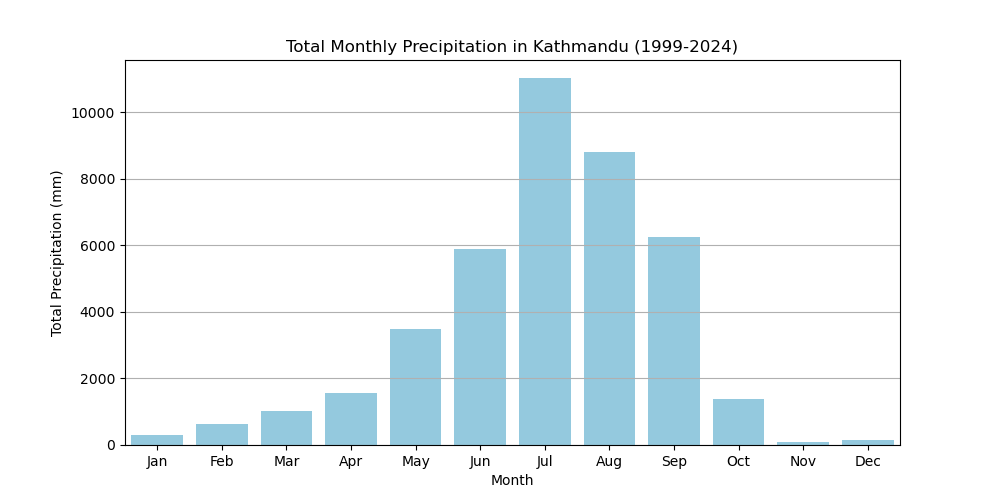 Total Monthly Precipitation in Kathmandu (1999-2024)
Total Precipitation (mm)
10000
8000
6000
4000
2000
0
Jan Feb Mar Apr May Jun Jul Aug Sep Oct Nov Dec
Month